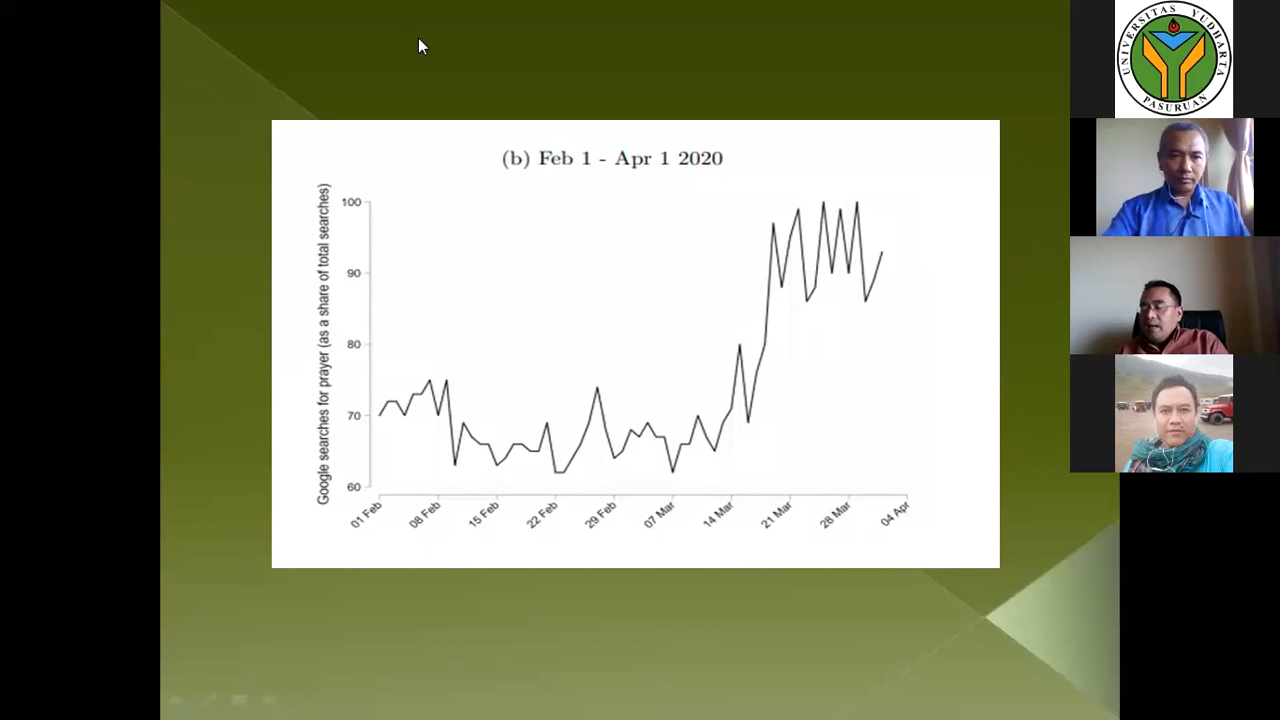 (b) Feb 1 - Apr 1 2020
Google searches for prayer (as a share of total searches)
100
90
80
70
60
01 Feb
08 Feb
15 Feb
22 Feb
29 Feb
07 Mar
14 Mar
21 Mar
28 Mar
04 Apr
UNIVERSITAS YUDHARTA
PASURUAN